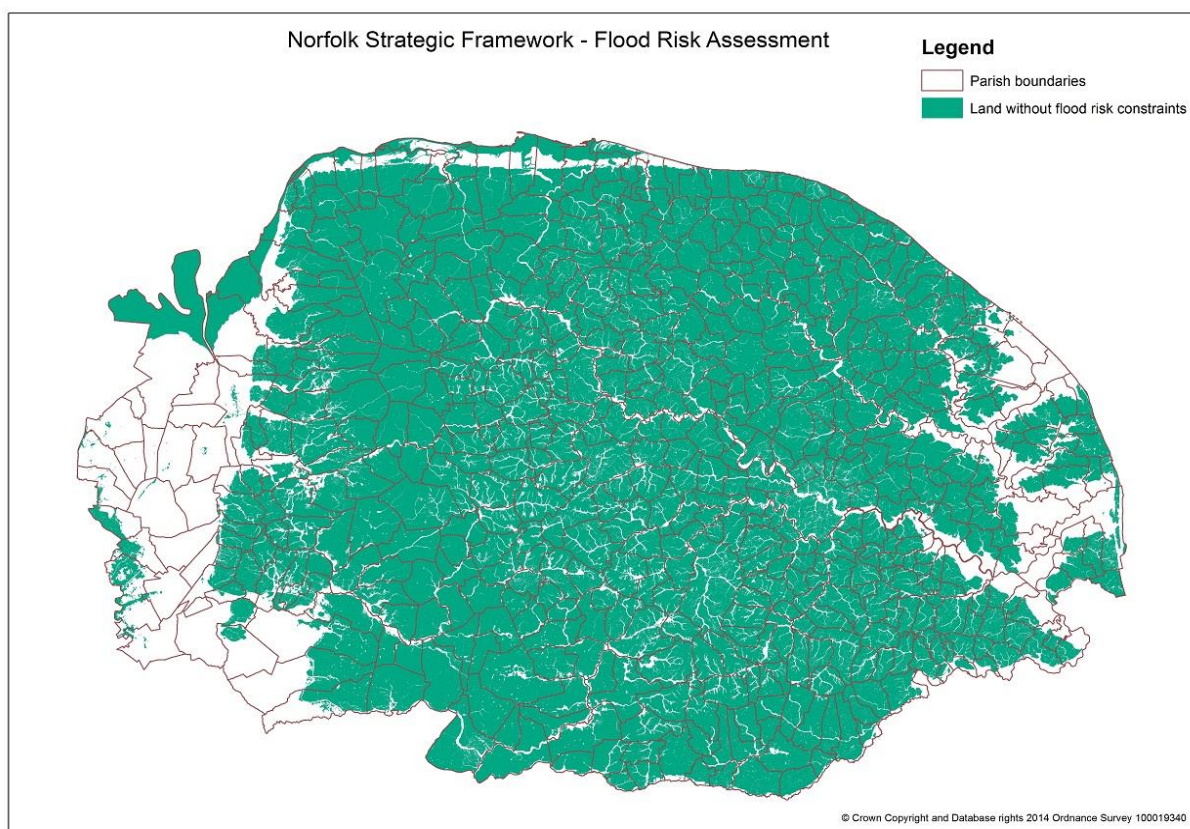 Norfolk Strategic Framework - Flood Risk Assessment
Legend
Parish boundaries
Land without flood risk constraints
© Crown Copyright and Database rights 2014 Ordnance Survey 100019340